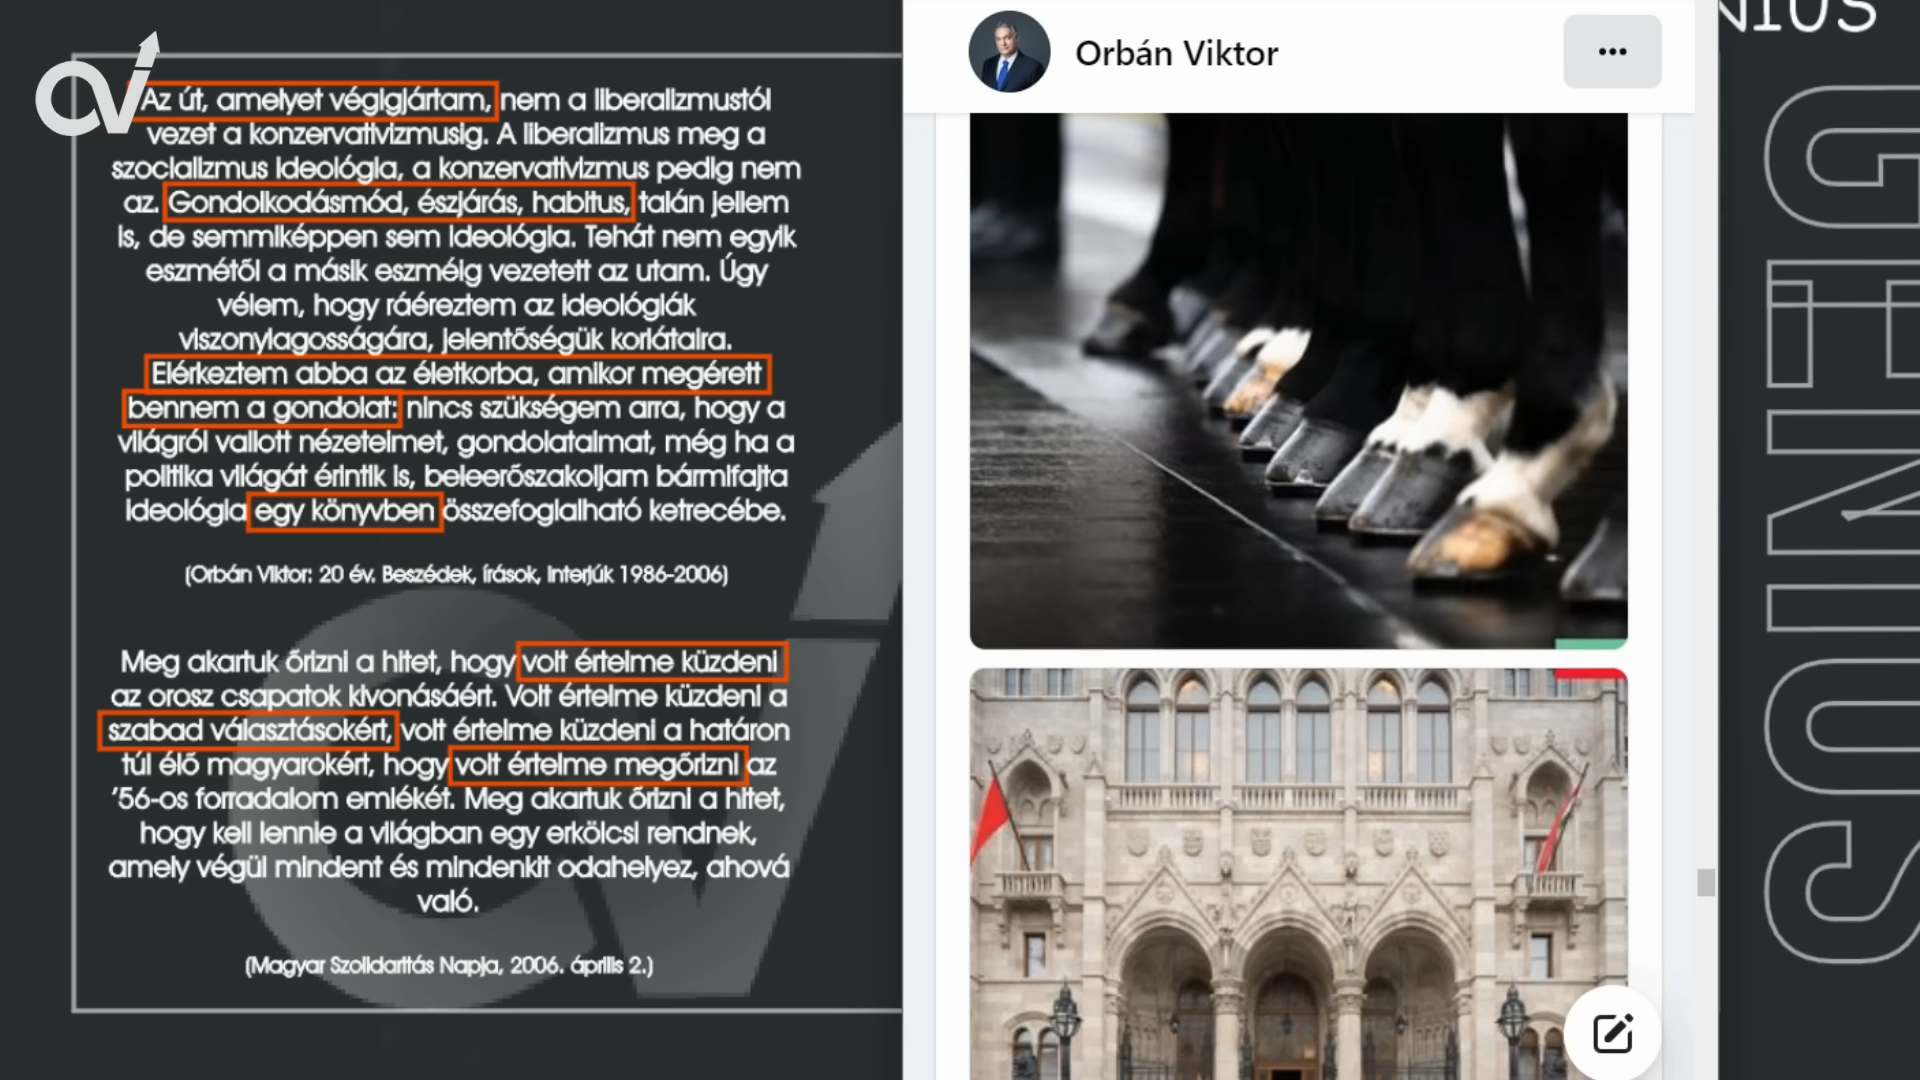 OV
Az út, amelyet végigjártam, nem a liberalizmustól
vezet a konzervativizmusig. A liberalizmus meg a
szocializmus ideológia, a konzervativizmus pedig nem
az. Gondolkodásmód, észjárás, habitus, talán jellem
is, de semmiképpen sem ideológia. Tehát nem egyik
eszmétől a másik eszméig vezetett az utam. Úgy
vélem, hogy ráéreztem az ideológiák
viszonylagosságára, jelentőségük korlátaira.
Elérkeztem abba az életkorba, amikor megérett
bennem a gondolat: nincs szükségem arra, hogy a
világról vallott nézeteimet, gondolataimat, még ha a
politika világát érintik is, beleerőszakoljam bármifajta
ideológia egy könyvben összefoglalható ketrecébe.
(Orbán Viktor: 20 év. Beszédek, írások, interjúk 1986-2006)
Meg akartuk őrizni a hitet, hogy volt értelme küzdeni
az orosz csapatok kivonásáért. Volt értelme küzdeni a
szabad választásokért, volt értelme küzdeni a határon
túl élő magyarokért, hogy volt értelme megőrizni az
’56-os forradalom emlékét. Meg akartuk őrizni a hitet,
hogy kell lennie a világban egy erkölcsi rendnek,
amely végül mindent és mindenkit odahelyez, ahová
való.
(Magyar Szolidaritás Napja, 2006. április 2.)
Orbán Viktor
NIUS
GENIUS